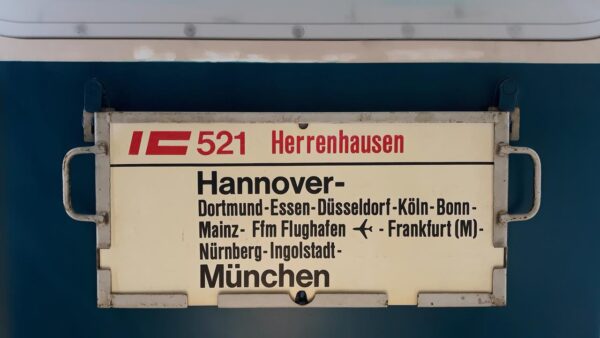 IC 521 Herrenhausen
Hannover-
Dortmund-Essen-Düsseldorf-Köln-Bonn-
Mainz- Ffm Flughafen ✈ - Frankfurt (M)-
Nürnberg-Ingolstadt-
München